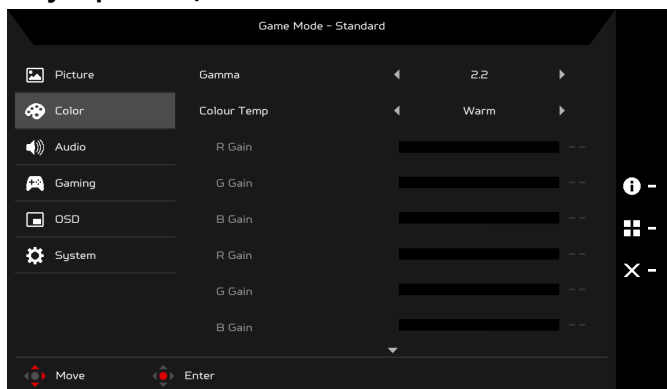 Game Mode - Standard
Picture
Gamma
2.2
Color
Colour Temp
Warm
Audio
R Gain
- -
Gaming
G Gain
- -
OSD
B Gain
- -
System
R Gain
- -
G Gain
- -
B Gain
- -
Move
Enter